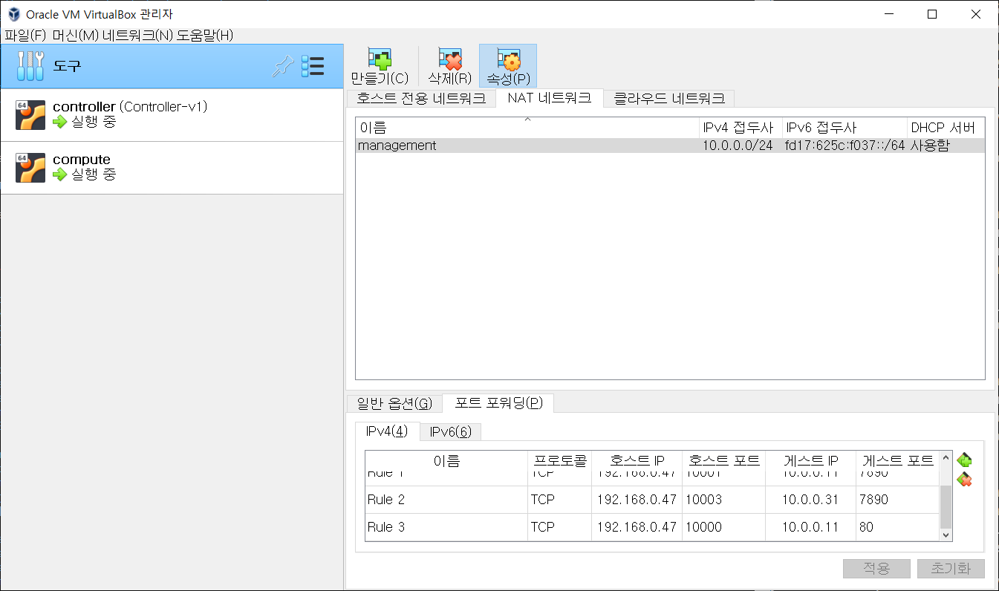 Oracle VM VirtualBox 관리자
파일(F) 머신(M) 네트워크(N) 도움말(H)
도구
64
controller (Controller-v1)
실행 중
64
compute
실행 중
만들기(C) 삭제(R) 속성(P)
호스트 전용 네트워크 NAT 네트워크 클라우드 네트워크
이름 IPv4 접두사 IPv6 접두사 DHCP 서버
management 10.0.0.0/24 fd17:625c:f037::/64 사용함
일반 옵션(G) 포트 포워딩(P)
IPv4(4) IPv6(6)
이름 프로토콜 호스트 IP 호스트 포트 게스트 IP 게스트 포트
Rule 1 TCP 192.168.0.47 10001 10.0.0.11 7890
Rule 2 TCP 192.168.0.47 10003 10.0.0.31 7890
Rule 3 TCP 192.168.0.47 10000 10.0.0.11 80
적용 초기화